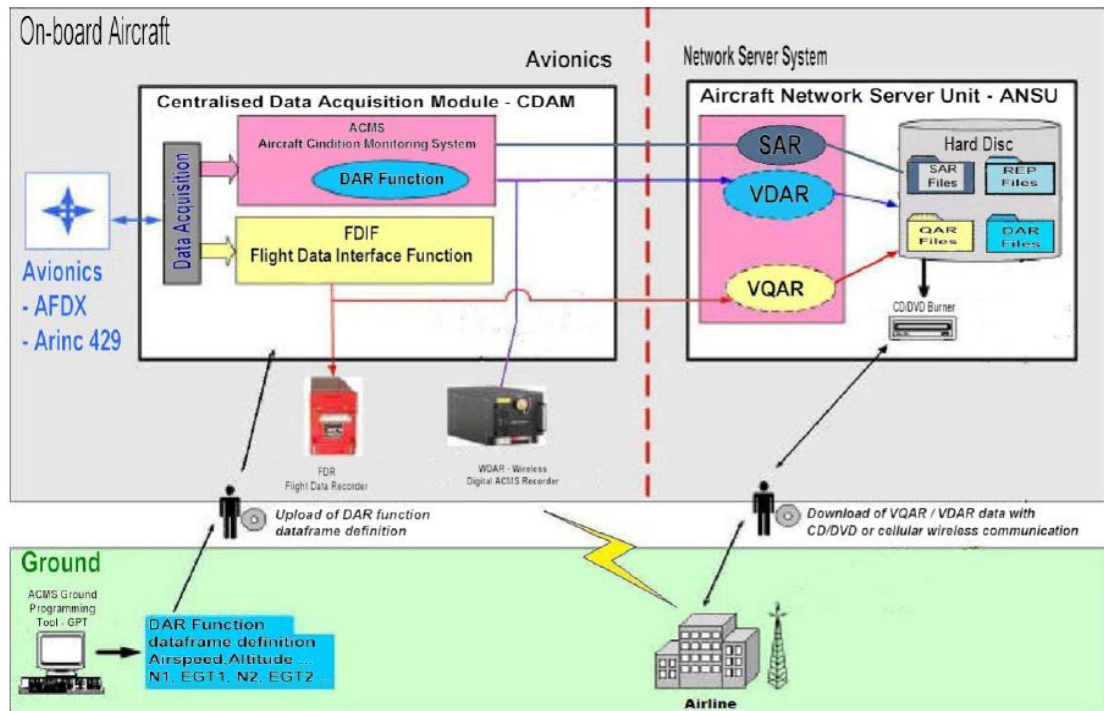 On-board Aircraft
Avionics
Network Server System
Centralised Data Acquisition Module - CDAM
Aircraft Network Server Unit - ANSU
ACMS
Aircraft Cindition Monitoring System
DAR Function
Data Acquisition
FDIF
Flight Data Interface Function
SAR
VDAR
VQAR
Hard Disc
SAR
Files
REP
Files
QAR
Files
DAR
Files
CD/DVD Burner
Avionics
- AFDX
- Arinc 429
FDR
Flight Data Recorder
WDAR - Wireless
Digital ACMS Recorder
Upload of DAR function
dataframe definition
Download of VQAR / VDAR data with
CD/DVD or cellular wireless communication
Ground
ACMS Ground
Programming
Tool - GPT
DAR Function
dataframe definition
Airspeed,Altitude ...
N1, EGT1, N2, EGT2 ...
Airline